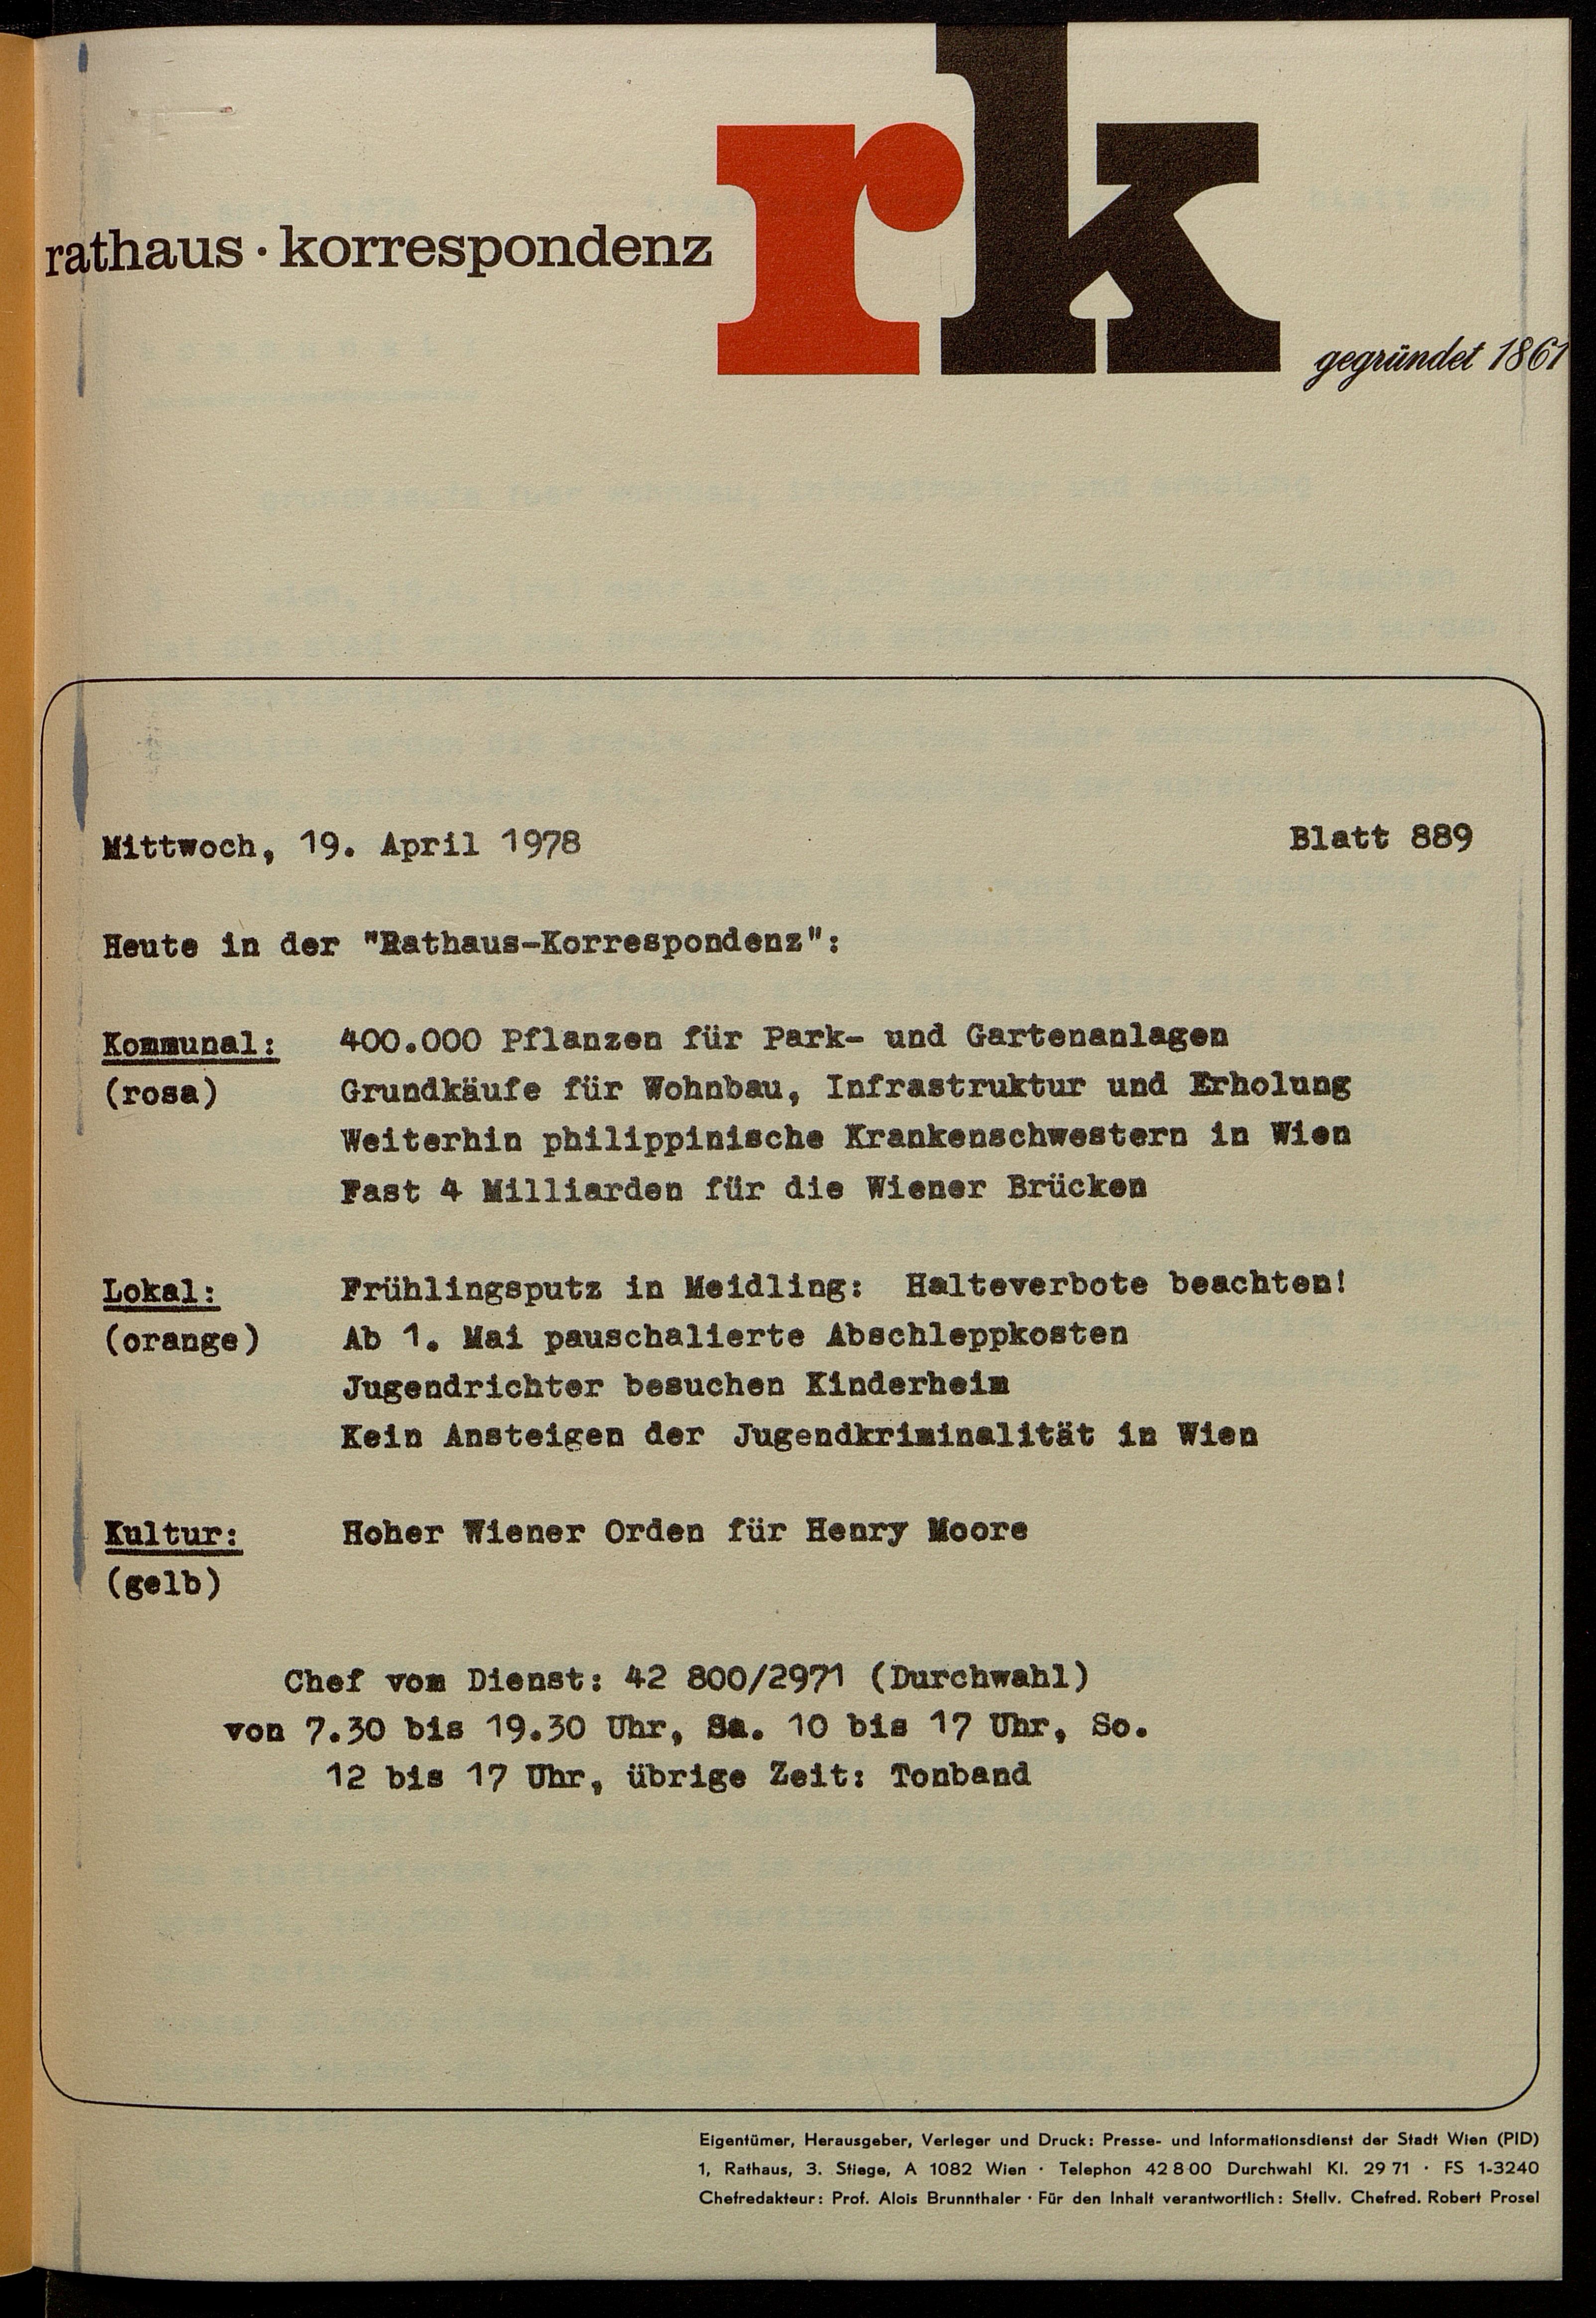 rk
rathaus · korrespondenz
gegründet 1861
Mittwoch, 19. April 1978 Blatt 889
Heute in der "Rathaus-Korrespondenz":
Kommunal: 400.000 Pflanzen für Park- und Gartenanlagen
(rosa) Grundkäufe für Wohnbau, Infrastruktur und Erholung
Weiterhin philippinische Krankenschwestern in Wien
Fast 4 Milliarden für die Wiener Brücken
Lokal: Frühlingsputz in Meidling: Halteverbote beachten!
(orange) Ab 1. Mai pauschalierte Abschleppkosten
Jugendrichter besuchen Kinderheim
Kein Ansteigen der Jugendkriminalität in Wien
Kultur: Hoher Wiener Orden für Henry Moore
(gelb)
Chef vom Dienst: 42 800/2971 (Durchwahl)
von 7.30 bis 19.30 Uhr, Sa. 10 bis 17 Uhr, So.
12 bis 17 Uhr, übrige Zeit: Tonband
Eigentümer, Herausgeber, Verleger und Druck: Presse- und Informationsdienst der Stadt Wien (PID)
1, Rathaus, 3. Stiege, A 1082 Wien · Telephon 42 8 00 Durchwahl Kl. 29 71 · FS 1-3240
Chefredakteur: Prof. Alois Brunnthaler · Für den Inhalt verantwortlich: Stellv. Chefred. Robert Prosel